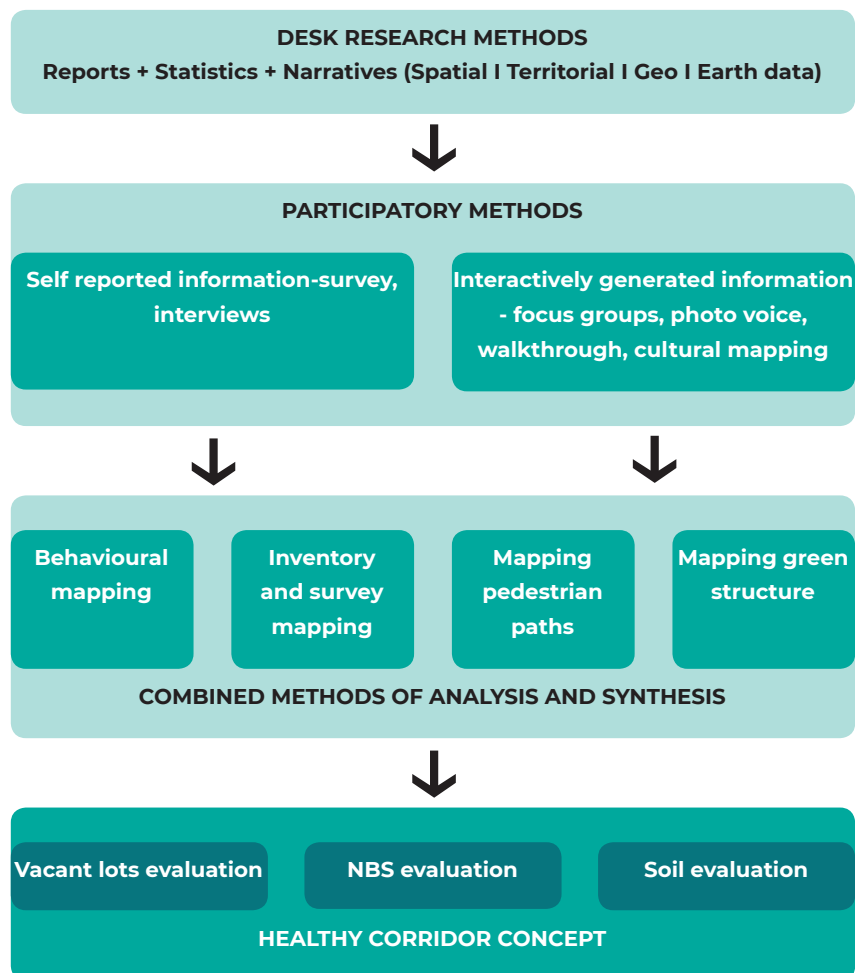 DESK RESEARCH METHODS
Reports + Statistics + Narratives (Spatial I Territorial I Geo I Earth data)
PARTICIPATORY METHODS
Self reported information-survey,
interviews
Interactively generated information
- focus groups, photo voice,
walkthrough, cultural mapping
Behavioural
mapping
Inventory
and survey
mapping
Mapping
pedestrian
paths
Mapping green
structure
COMBINED METHODS OF ANALYSIS AND SYNTHESIS
Vacant lots evaluation
NBS evaluation
Soil evaluation
HEALTHY CORRIDOR CONCEPT